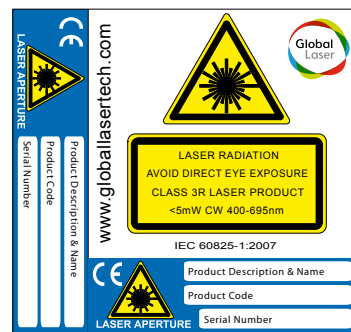 CE
LASER APERTURE
Product Description & Name
Product Code
Serial Number
www.globallasertech.com
Global
Laser
LASER RADIATION
AVOID DIRECT EYE EXPOSURE
CLASS 3R LASER PRODUCT
<5mW CW 400-695nm
IEC 60825-1:2007
CE
LASER APERTURE
Product Description & Name
Product Code
Serial Number